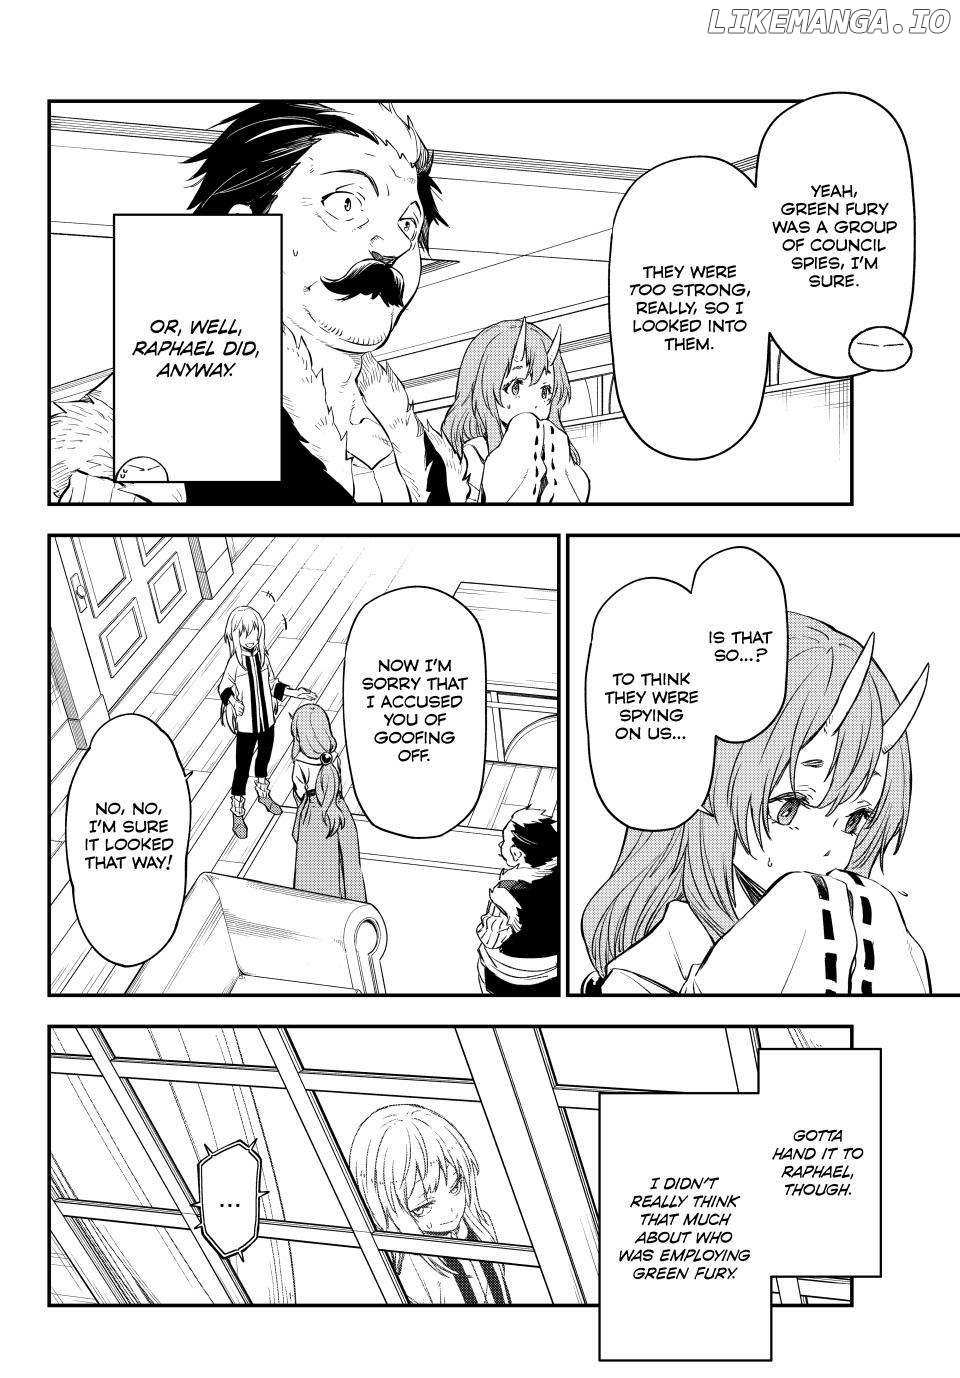 LIKEMANGA.IO
YEAH,
GREEN FURY
WAS A GROUP
OF COUNCIL
SPIES, I'M
SURE.
THEY WERE
TOO STRONG,
REALLY, SO I
LOOKED INTO
THEM.
OR, WELL,
RAPHAEL DID,
ANYWAY.
IS THAT
SO...?
TO THINK
THEY WERE
SPYING
ON US...
NOW I'M
SORRY THAT
I ACCUSED
YOU OF
GOOFING
OFF.
NO, NO,
I'M SURE
IT LOOKED
THAT WAY!
GOTTA
HAND IT TO
RAPHAEL,
THOUGH.
I DIDN'T
REALLY THINK
THAT MUCH
ABOUT WHO
WAS EMPLOYING
GREEN FURY.
...